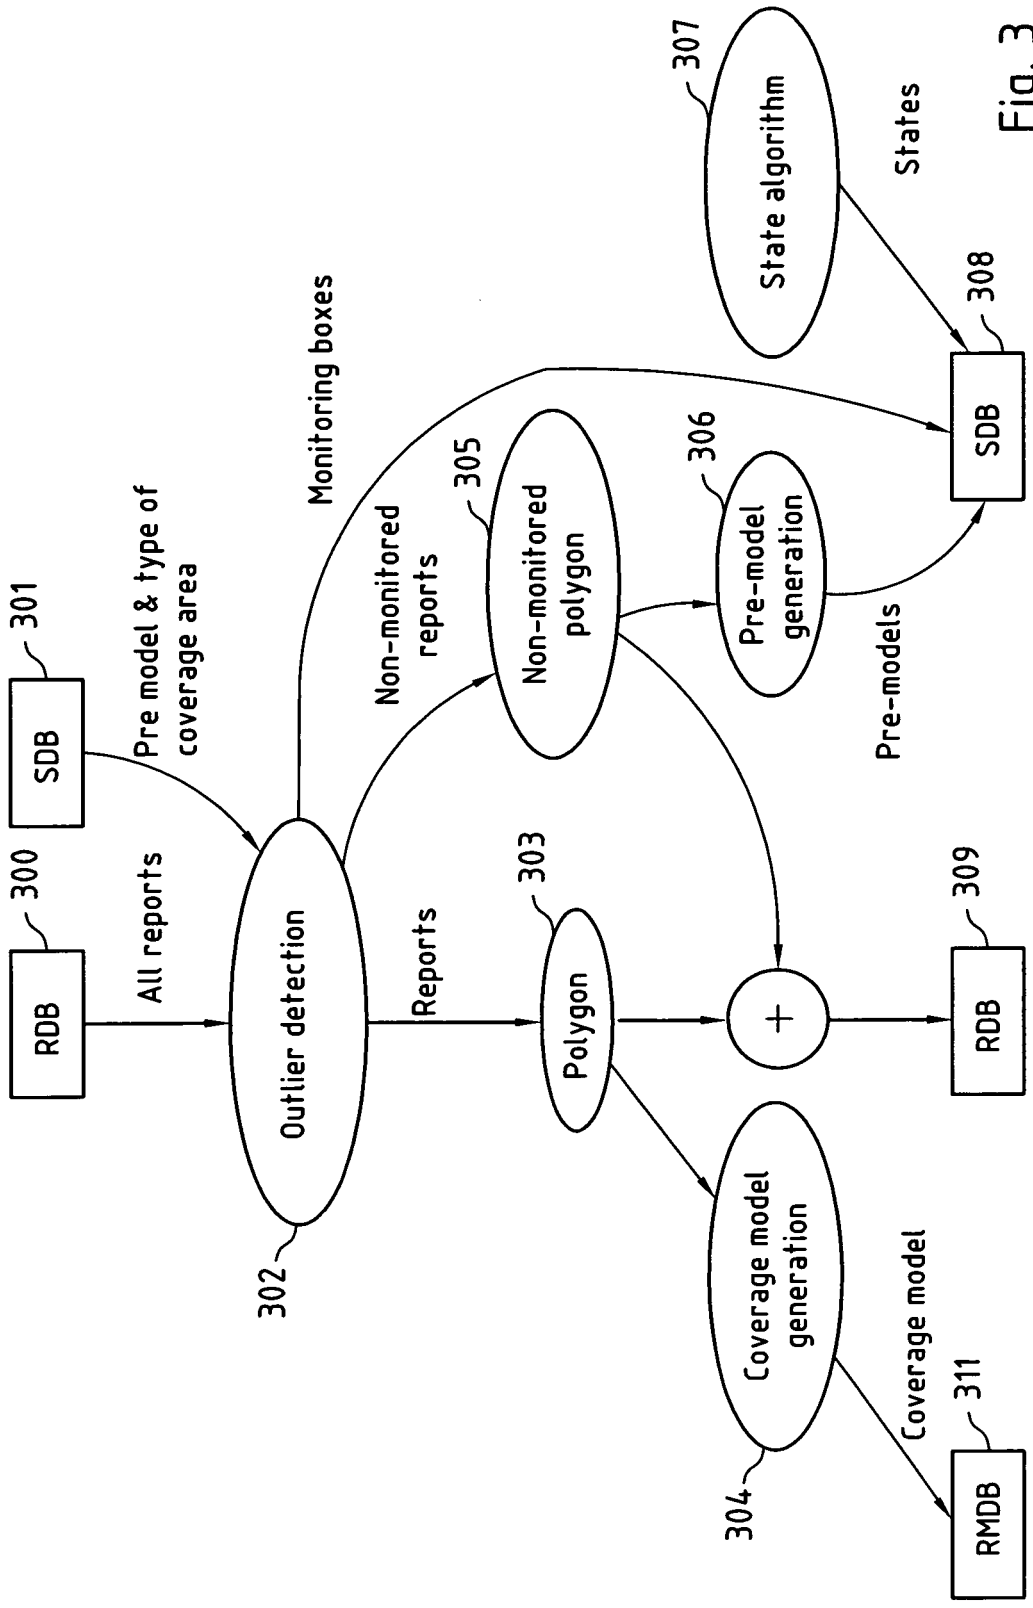 RDB
300
SDB
301
All reports
Pre model & type of
coverage area
Outlier detection
302
Reports
Non-monitored
reports
Monitoring boxes
Polygon
303
Non-monitored
polygon
305
Coverage model
generation
304
+
Pre-model
generation
306
State algorithm
307
Coverage model
Pre-models
States
RMDB
311
RDB
309
SDB
308
Fig. 3